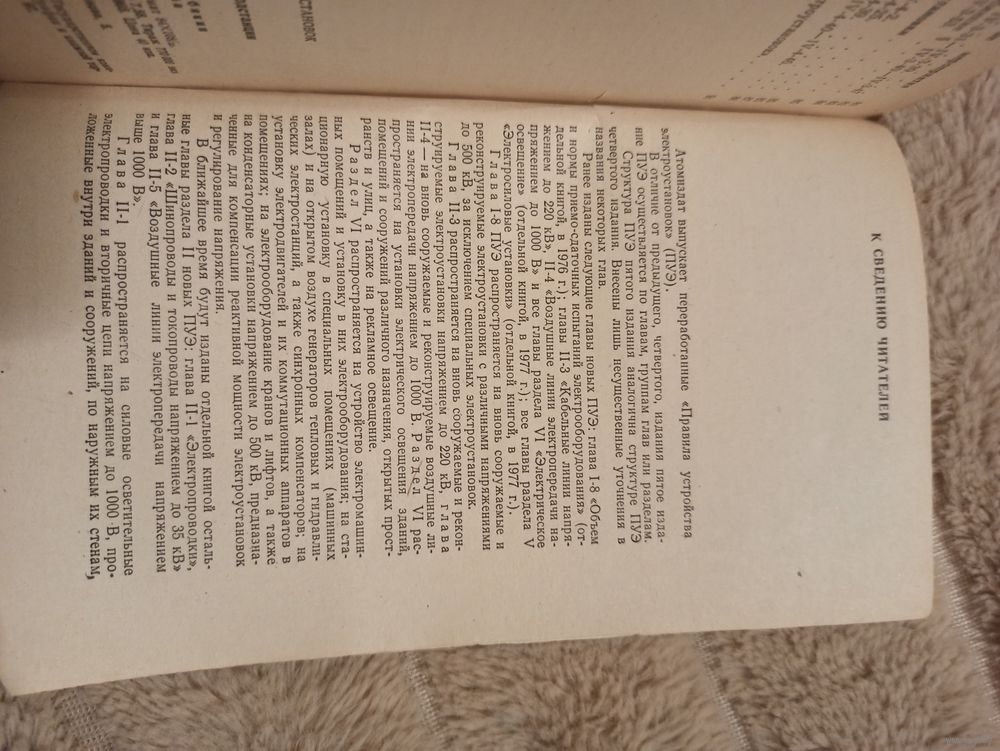 К СВЕДЕНИЮ ЧИТАТЕЛЕЙ
Атомиздат выпускает переработанные «Правила устройства
электроустановок» (ПУЭ).
В отличие от предыдущего, четвертого, издания пятое изда-
ние ПУЭ осуществляется по главам, группам глав или разделам.
Структура ПУЭ пятого издания аналогична структуре ПУЭ
четвертого издания. Внесены лишь несущественные уточнения в
названия некоторых глав.
Ранее изданы следующие главы новых ПУЭ: глава I-8 «Объем
и нормы приемо-сдаточных испытаний электрооборудования» (от-
дельной книгой, в 1976 г.); главы II-3 «Кабельные линии напря-
жением до 220 кВ», II-4 «Воздушные линии электропередачи на-
пряжением до 1000 В» и все главы раздела VI «Электрическое
освещение» (отдельной книгой, в 1977 г.); все главы раздела V
«Электросиловые установки» (отдельной книгой, в 1977 г.).
Глава I-8 ПУЭ распространяется на вновь сооружаемые и
реконструируемые электроустановки с различными напряжениями
до 500 кВ, за исключением специальных электроустановок.
Глава II-3 распространяется на вновь сооружаемые и рекон-
струируемые электроустановки напряжением до 220 кВ, глава
II-4 — на вновь сооружаемые и реконструируемые воздушные ли-
нии электропередачи напряжением до 1000 В. Раздел VI рас-
пространяется на установки электрического освещения зданий,
помещений и сооружений различного назначения, открытых прост-
ранств и улиц, а также на рекламное освещение.
Раздел VI распространяется на устройство электромашин-
ных помещений и установку в них электрооборудования; на ста-
ционарную установку в специальных помещениях (машинных
залах) и на открытом воздухе генераторов тепловых и гидравли-
ческих электростанций, а также синхронных компенсаторов; на
установку электродвигателей и их коммутационных аппаратов в
помещениях; на электрооборудование кранов и лифтов, а также
на конденсаторные установки напряжением до 500 кВ, предназна-
ченные для компенсации реактивной мощности электроустановок
и регулирование напряжения.
В ближайшее время будут изданы отдельной книгой осталь-
ные главы раздела II новых ПУЭ: глава II-1 «Электропроводки»,
глава II-2 «Шинопроводы и токопроводы напряжением до 35 кВ»
и глава II-5 «Воздушные линии электропередачи напряжением
выше 1000 В».
Глава II-1 распространяется на силовые осветительные
электропроводки и вторичные цепи напряжением до 1000 В, про-
ложенные внутри зданий и сооружений, по наружным их стенам,